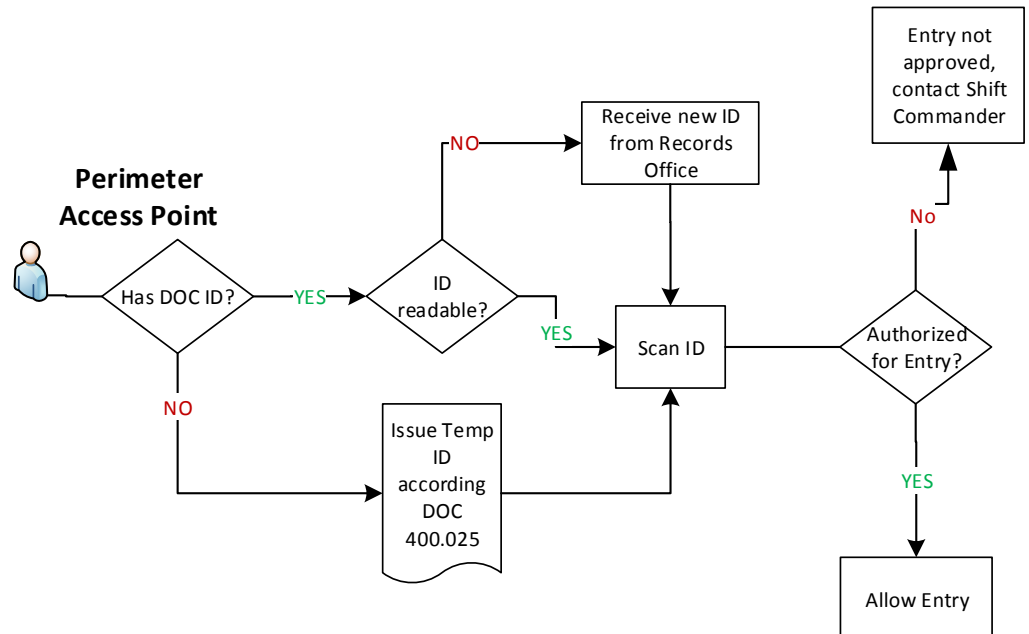 Perimeter
Access Point
Has DOC ID?
YES
NO
ID
readable?
NO
YES
Receive new ID
from Records
Office
Issue Temp
ID
according
DOC
400.025
Scan ID
Authorized
for Entry?
No
Entry not
approved,
contact Shift
Commander
YES
Allow Entry